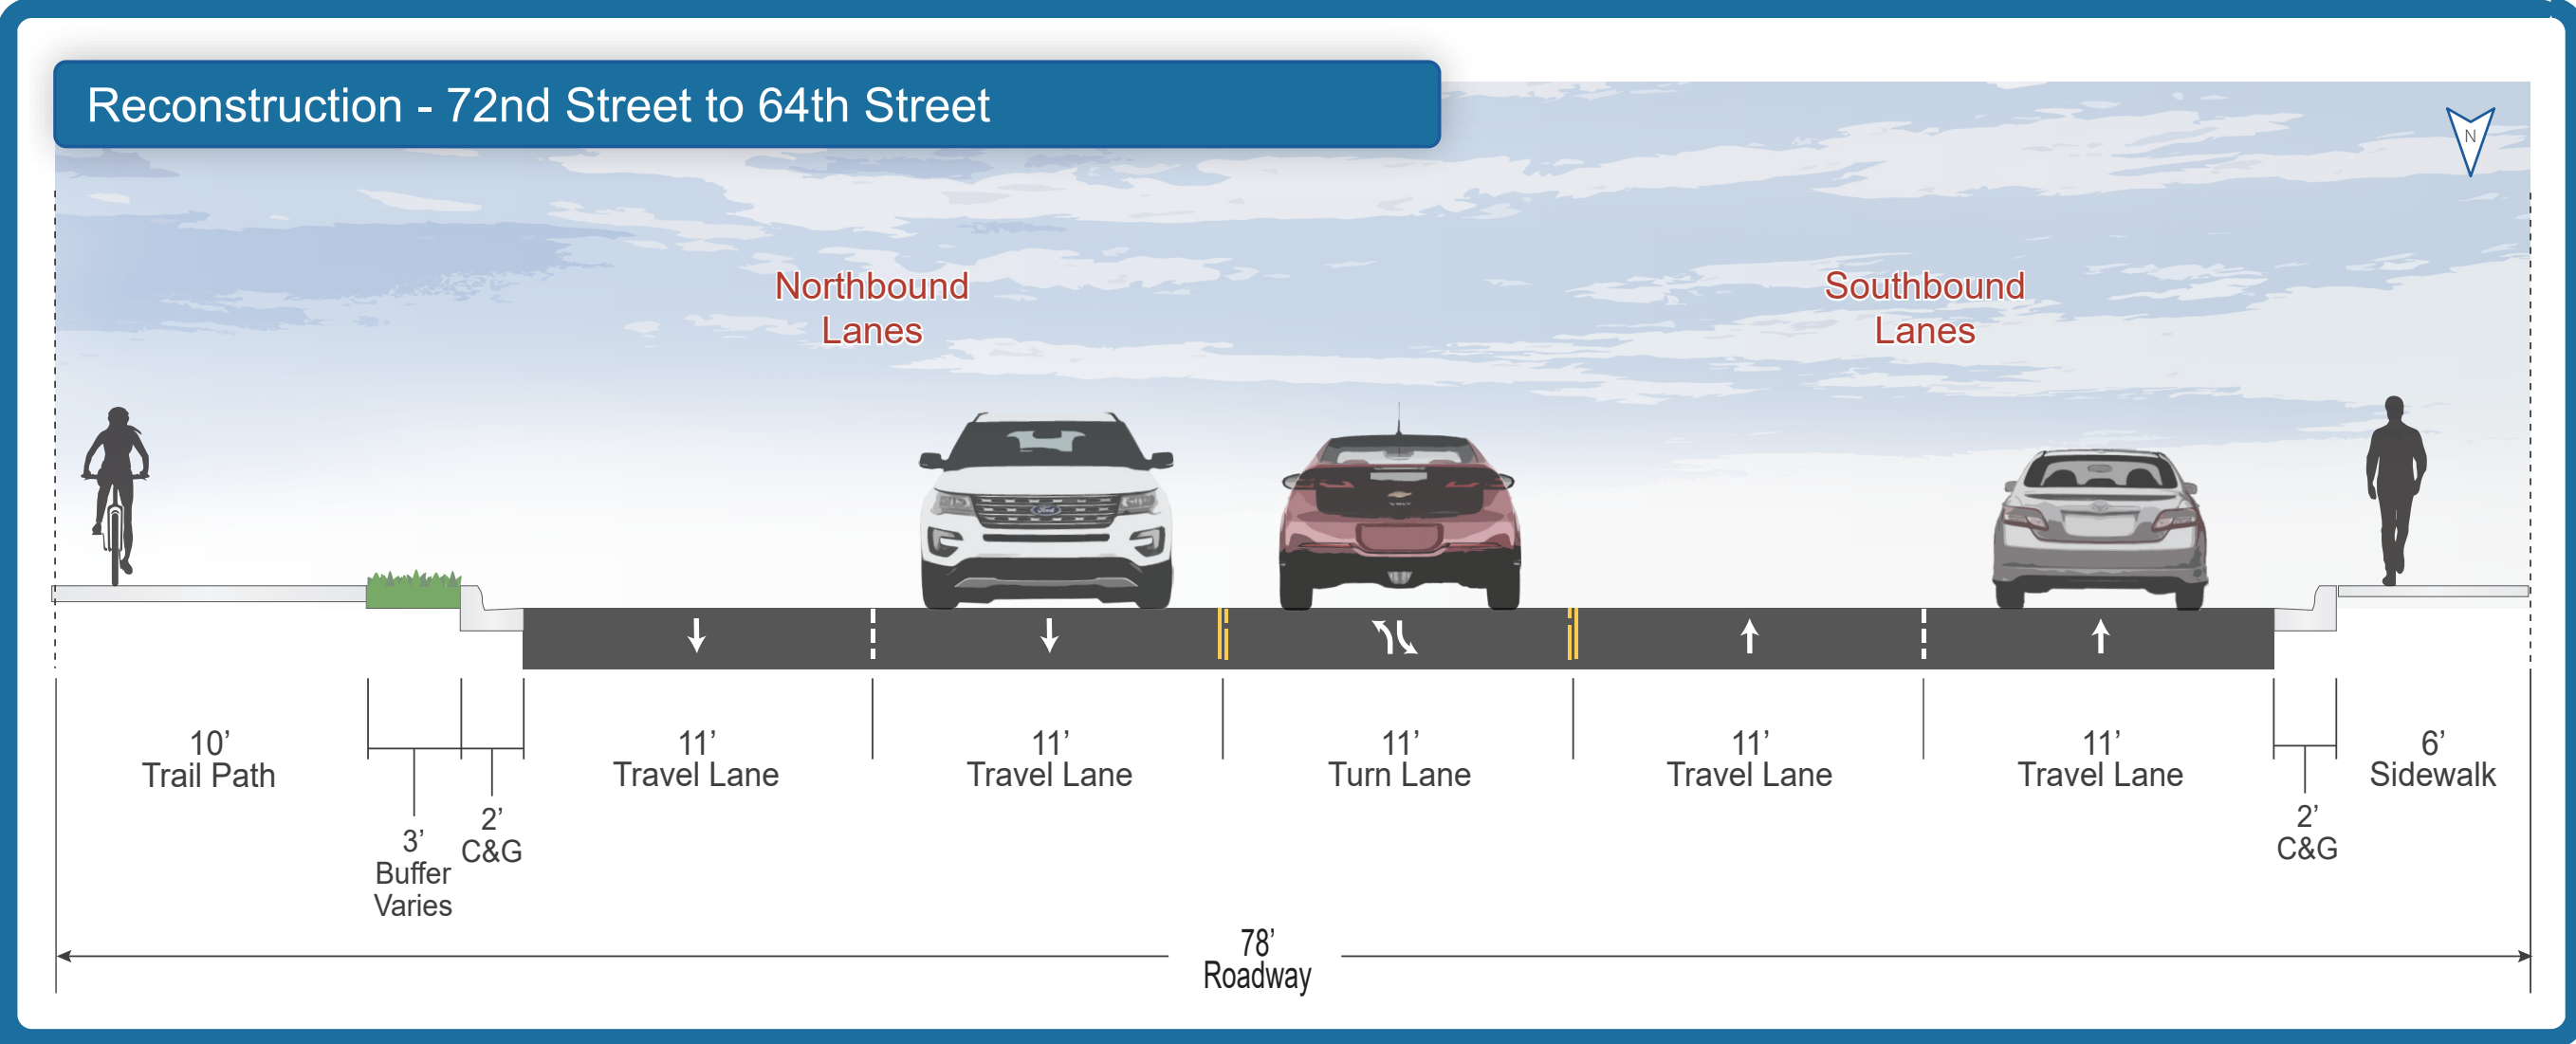 Reconstruction - 72nd Street to 64th Street
N
Northbound
Lanes
Southbound
Lanes
Ford
10’
Trail Path
3’
Buffer
Varies
2’
C&G
11’
Travel Lane
11’
Travel Lane
11’
Turn Lane
11’
Travel Lane
11’
Travel Lane
2’
C&G
6’
Sidewalk
78’
Roadway